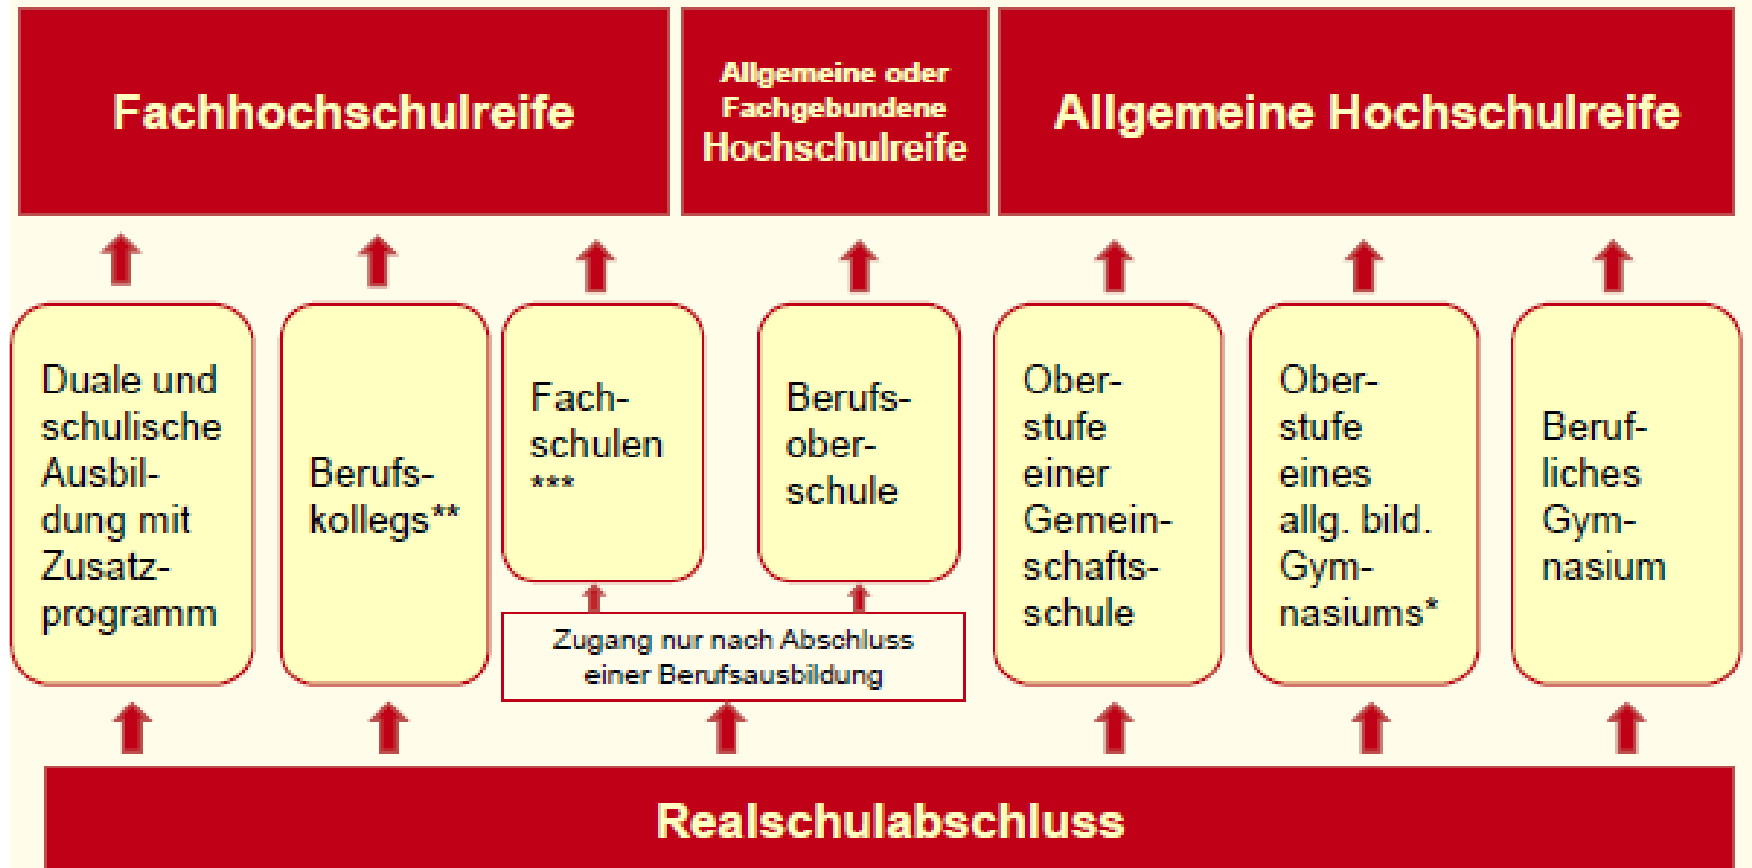 Fachhochschulreife
Allgemeine oder
Fachgebundene
Hochschulreife
Allgemeine Hochschulreife
Duale und
schulische
Ausbil-
dung mit
Zusatz-
programm
Berufs-
kollegs**
Fach-
schulen
***
Berufs-
ober-
schule
Ober-
stufe
einer
Gemein-
schafts-
schule
Ober-
stufe
eines
allg. bild.
Gym-
nasiums*
Beruf-
liches
Gym-
nasium
Zugang nur nach Abschluss
einer Berufsausbildung
Realschulabschluss